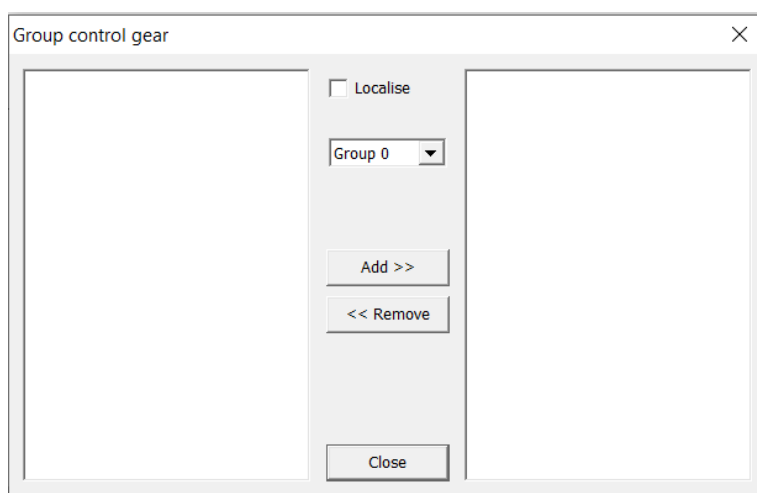 Group control gear
Localise
Group 0
Add >>
<< Remove
Close